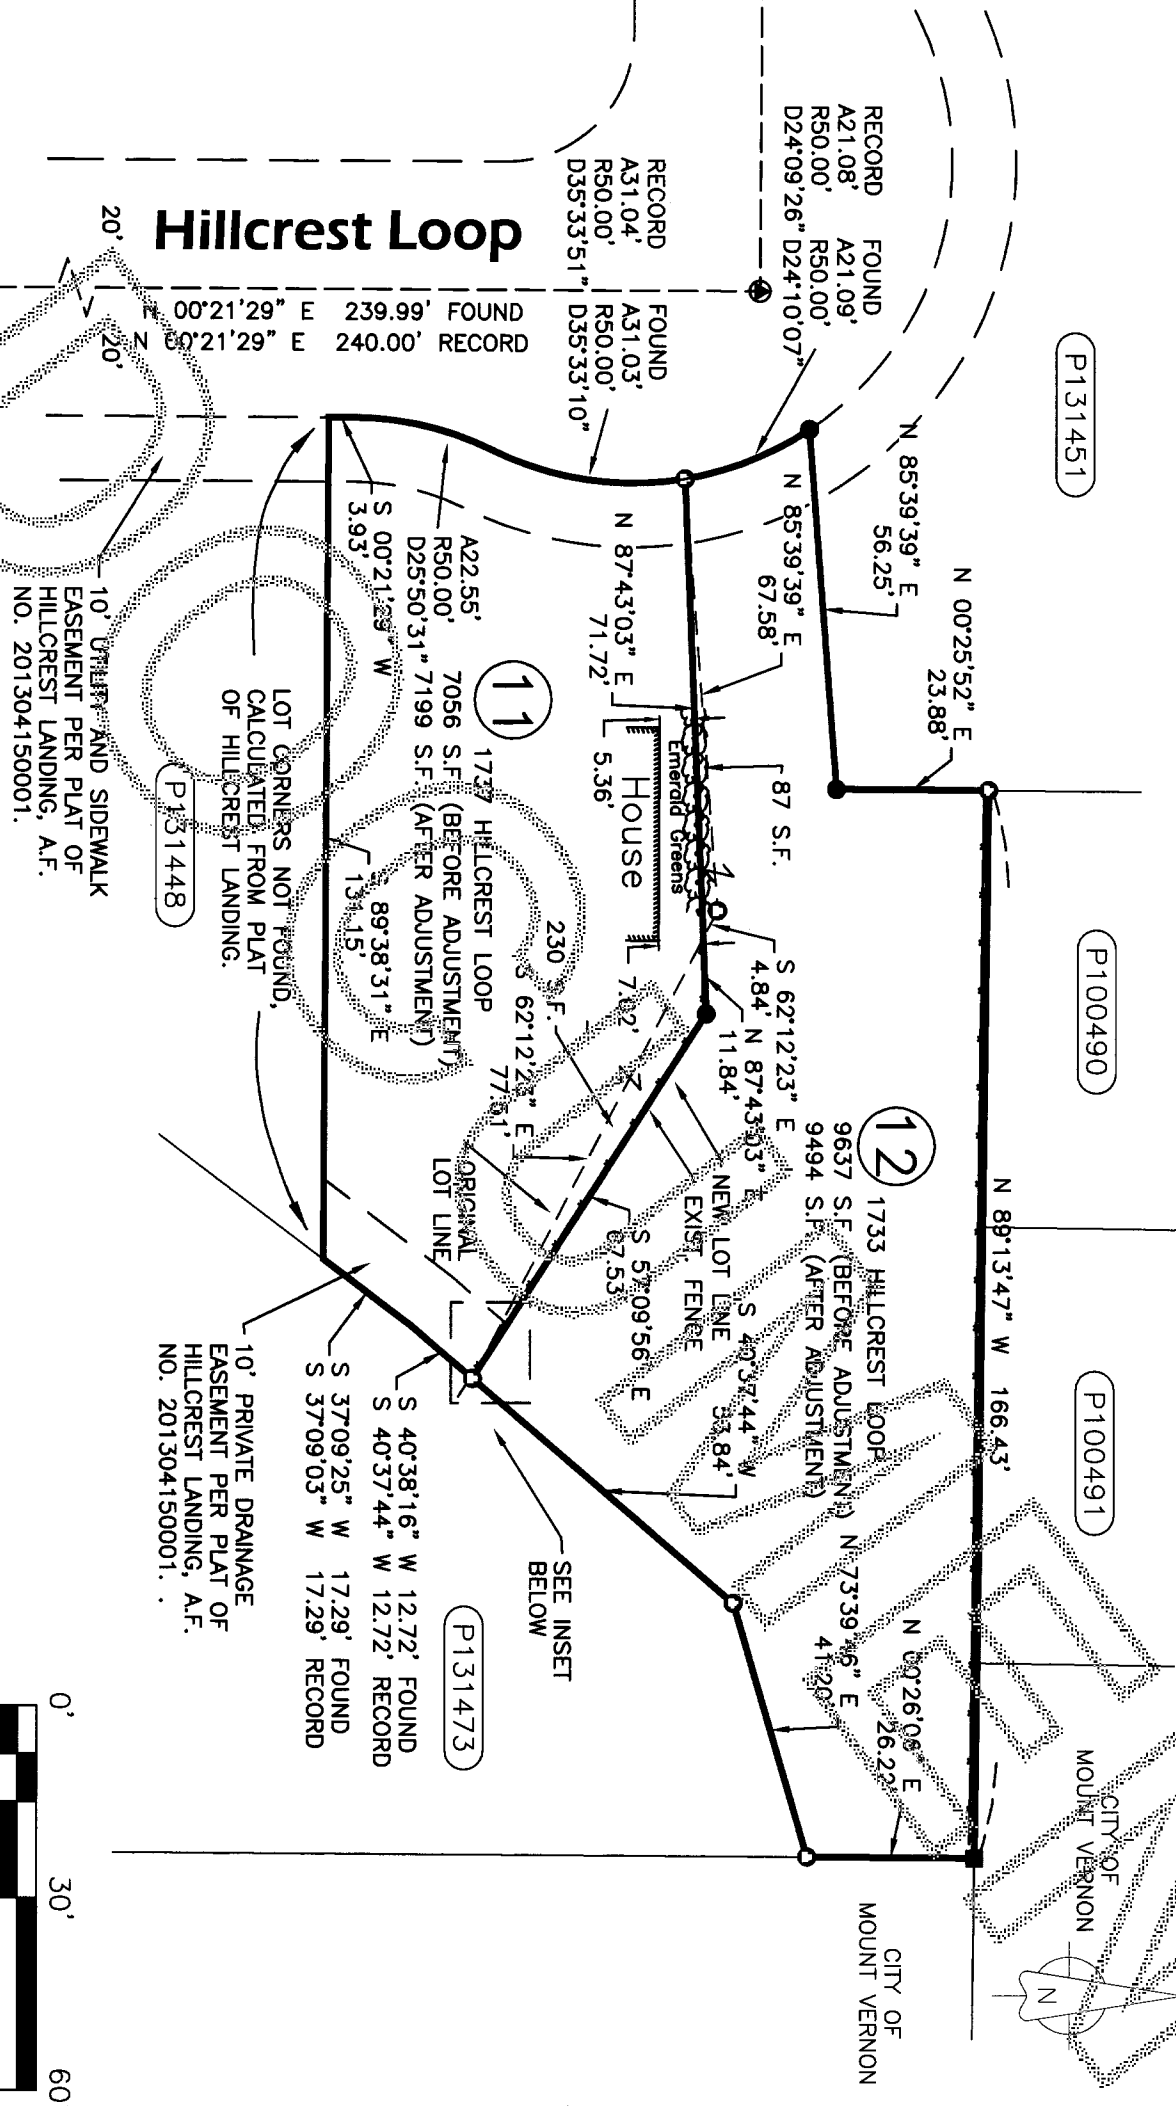 RECORD FOUND
A21.08' A21.09'
R50.00' R50.00'
D24°09'26" D24°10'07"
RECORD FOUND
A31.04' A31.03'
R50.00' R50.00'
D35°33'51" D35°33'10"
Hillcrest Loop
N 00°21'29" E 239.99' FOUND
N 00°21'29" E 240.00' RECORD
20'
20'
P131451
N 85°39'39" E
56.25'
N 00°25'52" E
23.88'
N 85°39'39" E
67.58'
N 87°43'03" E
71.72'
S 00°21'29" W
3.93'
A22.55'
R50.00'
D25°50'31"
11
1737 HILLCREST LOOP
7056 S.F. (BEFORE ADJUSTMENT)
7199 S.F. (AFTER ADJUSTMENT)
House
5.36'
7.62'
Emerald Greens
87 S.F.
230 S.F.
S 62°12'23" E
4.84'
N 87°43'03" E
11.84'
S 62°12'23" E
77.51'
S 89°38'31" E
131.15'
LOT CORNERS NOT FOUND,
CALCULATED FROM PLAT
OF HILLCREST LANDING.
P131448
10' UTILITY AND SIDEWALK
EASEMENT PER PLAT OF
HILLCREST LANDING, A.F.
NO. 201304150001.
P100490
P100491
N 89°13'47" W 166.43'
12
1733 HILLCREST LOOP
9637 S.F. (BEFORE ADJUSTMENT)
9494 S.F. (AFTER ADJUSTMENT)
NEW LOT LINE
EXIST. FENCE
S 57°09'56" E
67.53'
ORIGINAL
LOT LINE
S 40°37'44" W
53.84'
N 73°39'46" E
41.20'
N 00°26'06" E
26.22'
SEE INSET
BELOW
S 40°38'16" W 12.72' FOUND
S 40°37'44" W 12.72' RECORD
S 37°09'25" W 17.29' FOUND
S 37°09'03" W 17.29' RECORD
10' PRIVATE DRAINAGE
EASEMENT PER PLAT OF
HILLCREST LANDING, A.F.
NO. 201304150001. .
P131473
CITY OF
MOUNT VERNON
CITY OF
MOUNT VERNON
N
0'
30'
60